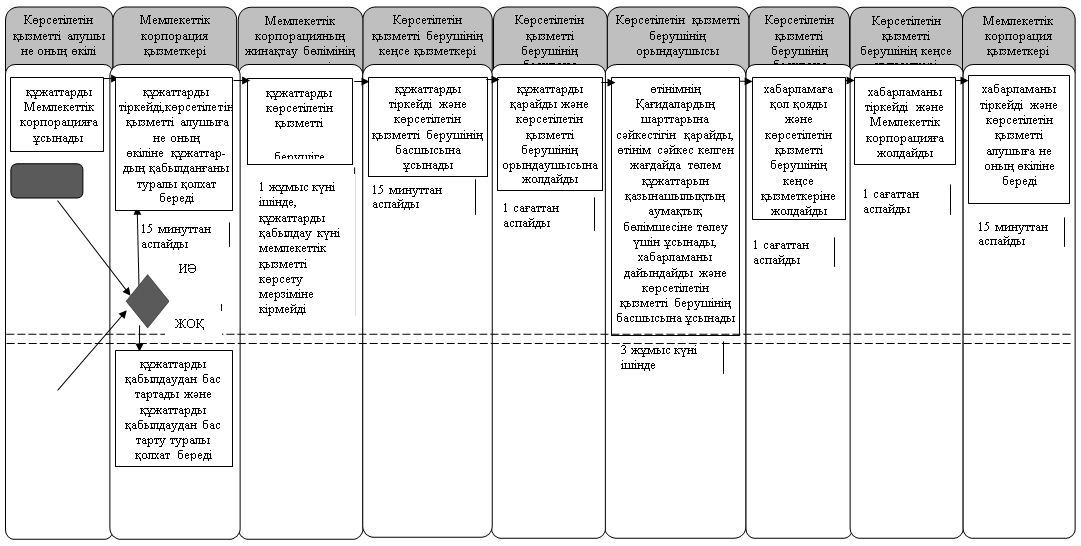 Көрсетілетін
қызметті алушы
не оның өкілі
Мемлекеттік
корпорация
қызметкері
Мемлекеттік
корпорацияның
жинақтау бөлімінің
Көрсетілетін
қызметті берушінің
кеңсе қызметкері
Көрсетілетін
қызметті
берушінің
Көрсетілетін қызметті
берушінің
орындаушысы
Көрсетілетін
қызметті
берушінің
Көрсетілетін
қызметті
берушінің кеңсе
Мемлекеттік
корпорация
қызметкері
құжаттарды
Мемлекеттік
корпорацияға
ұсынады
құжаттарды
тіркейді,көрсетілетін
қызметті алушыға
не оның
өкіліне құжаттар-
дың қабылданғаны
туралы қолхат
береді
15 минуттан
аспайды
ИӘ
ЖОҚ
құжаттарды
қабылдаудан бас
тартады және
құжаттарды
қабылдаудан бас
тарту туралы
қолхат береді
құжаттарды
көрсетілетін
қызметті
берушіге
1 жұмыс күні
ішінде,
құжаттарды
қабылдау күні
мемлекеттік
қызметті
көрсету
мерзіміне
кірмейді
құжаттарды
тіркейді және
көрсетілетін
қызметті берушінің
басшысына
ұсынады
15 минуттан
аспайды
құжаттарды
қарайды және
көрсетілетін
қызметті
берушінің
орындаушысына
жолдайды
1 сағаттан
аспайды
өтінімнің
Қағидалардың
шарттарына
сәйкестігін қарайды,
өтінім сәйкес келген
жағдайда төлем
құжаттарын
қазынашылықтың
аумақтық
бөлімшесіне төлеу
үшін ұсынады,
хабарламаны
дайындайды және
көрсетілетін
қызметті берушінің
басшысына ұсынады
3 жұмыс күні
ішінде
хабарламаға
қол қояды
және
көрсетілетін
қызметті
берушінің
кеңсе
қызметкеріне
жолдайды
1 сағаттан
аспайды
хабарламаны
тіркейді және
Мемлекеттік
корпорацияға
жолдайды
1 сағаттан
аспайды
хабарламаны
тіркейді және
көрсетілетін
қызметті
алушыға не
оның өкіліне
береді
15 минуттан
аспайды